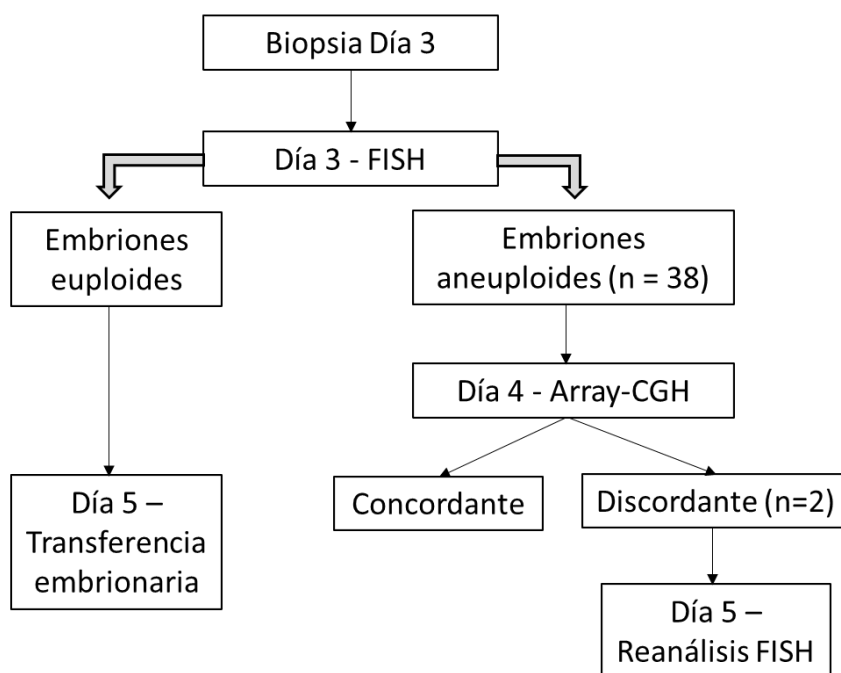 Biopsia Día 3
Día 3 - FISH
Embriones
euploides
Embriones
aneuploides (n = 38)
Día 4 - Array-CGH
Concordante
Discordante (n=2)
Día 5 –
Transferencia
embrionaria
Día 5 –
Reanálisis FISH